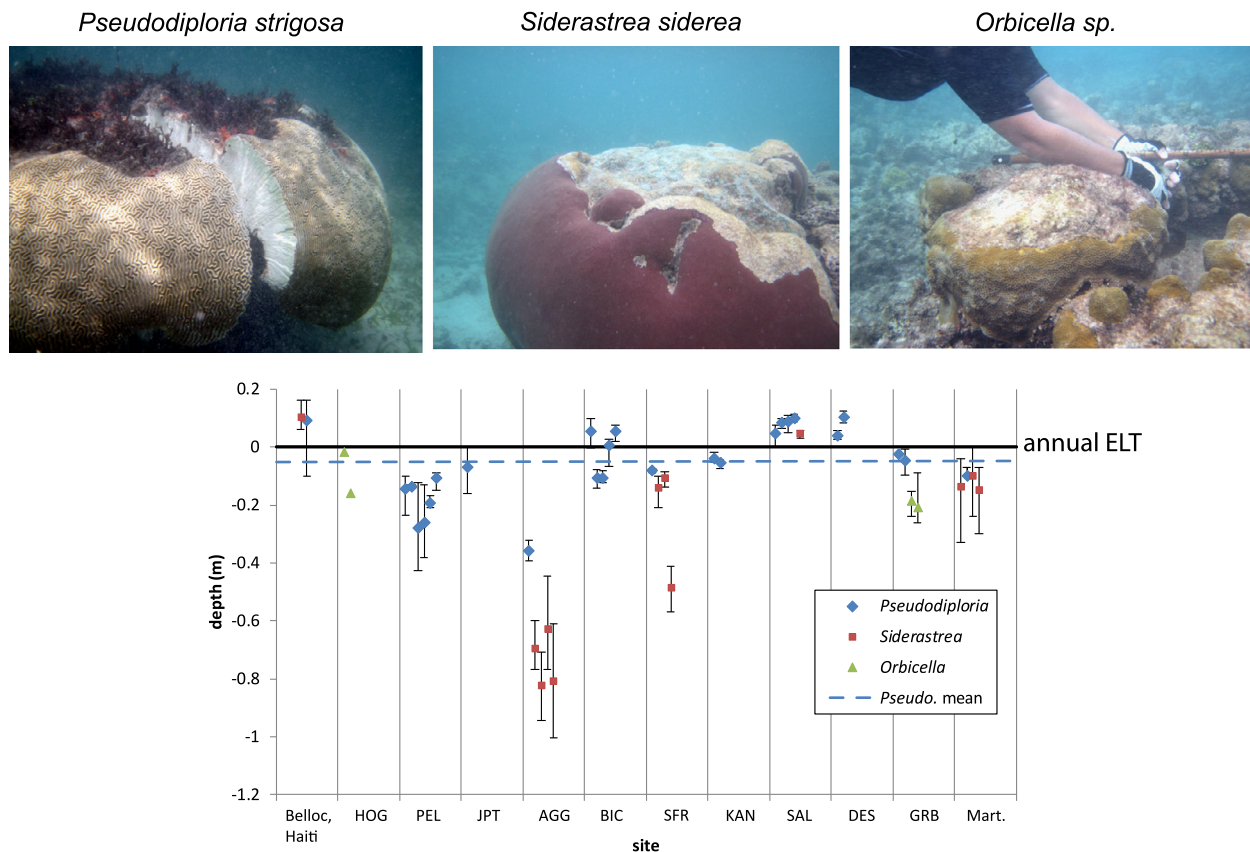 Pseudodiploria strigosa
Siderastrea siderea
Orbicella sp.
0.2
0
-0.2
-0.4
-0.6
-0.8
-1
-1.2
depth (m)
annual ELT
Pseudodiploria
Siderastrea
Orbicella
Pseudo. mean
Belloc,
Haiti
HOG
PEL
JPT
AGG
BIC
SFR
KAN
SAL
DES
GRB
Mart.
site